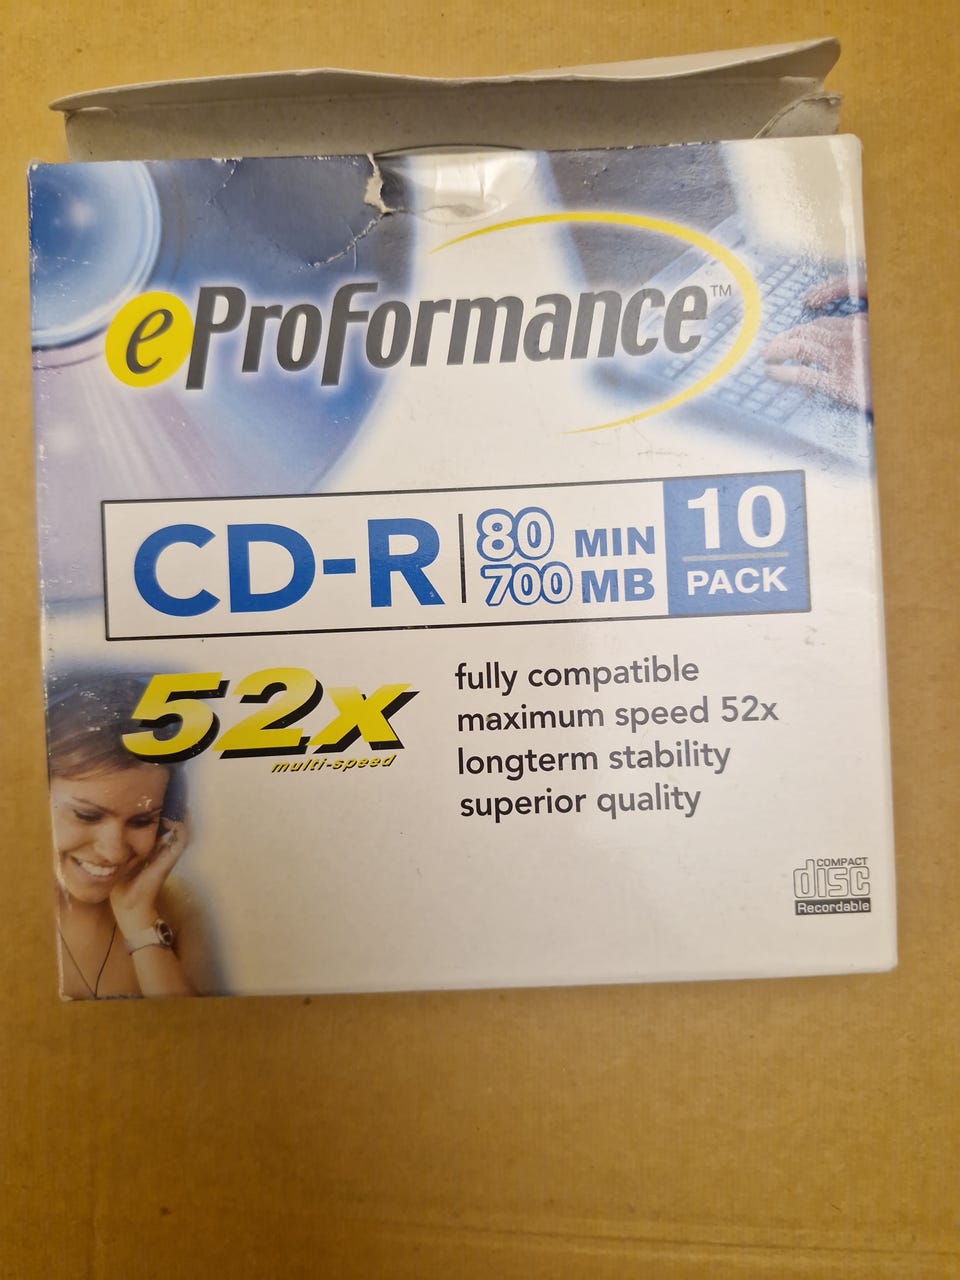 eProformance™
CD-R 80 MIN 10
700 MB PACK
52x
multi-speed
fully compatible
maximum speed 52x
longterm stability
superior quality
COMPACT
disc
Recordable